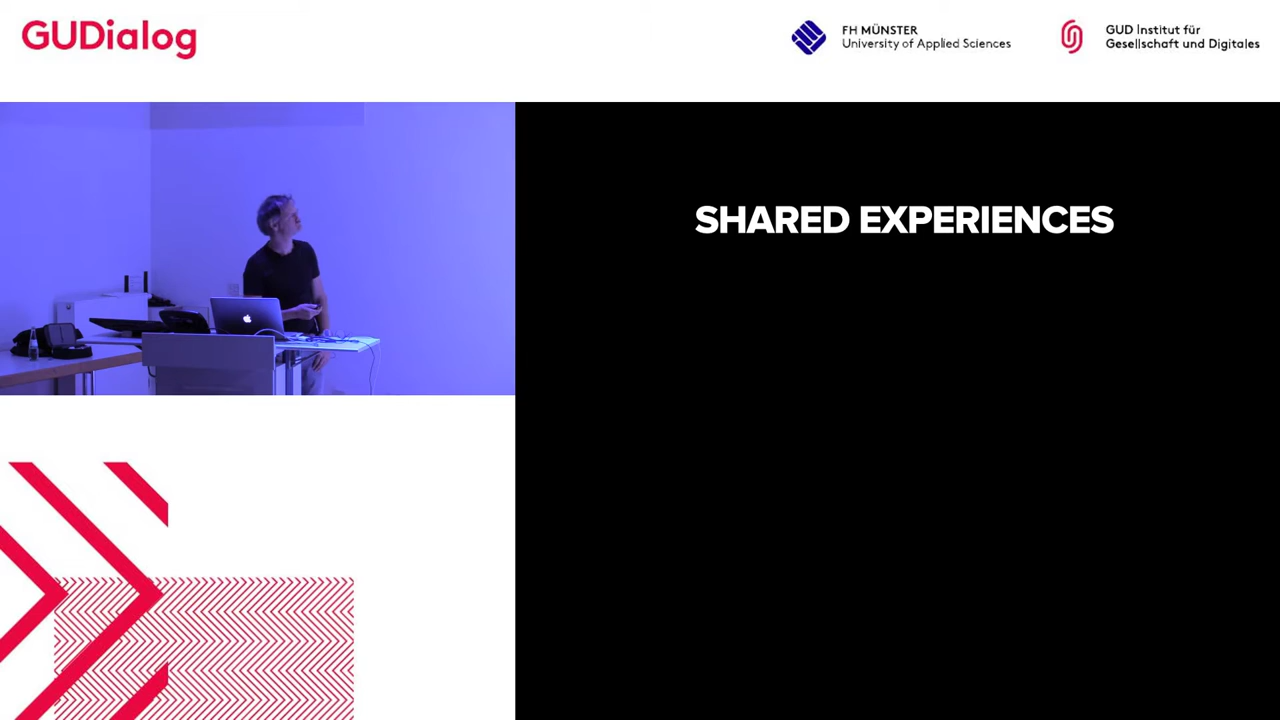 GUDialog
FH MÜNSTER
University of Applied Sciences
GUD Institut für
Gesellschaft und Digitales
SHARED EXPERIENCES